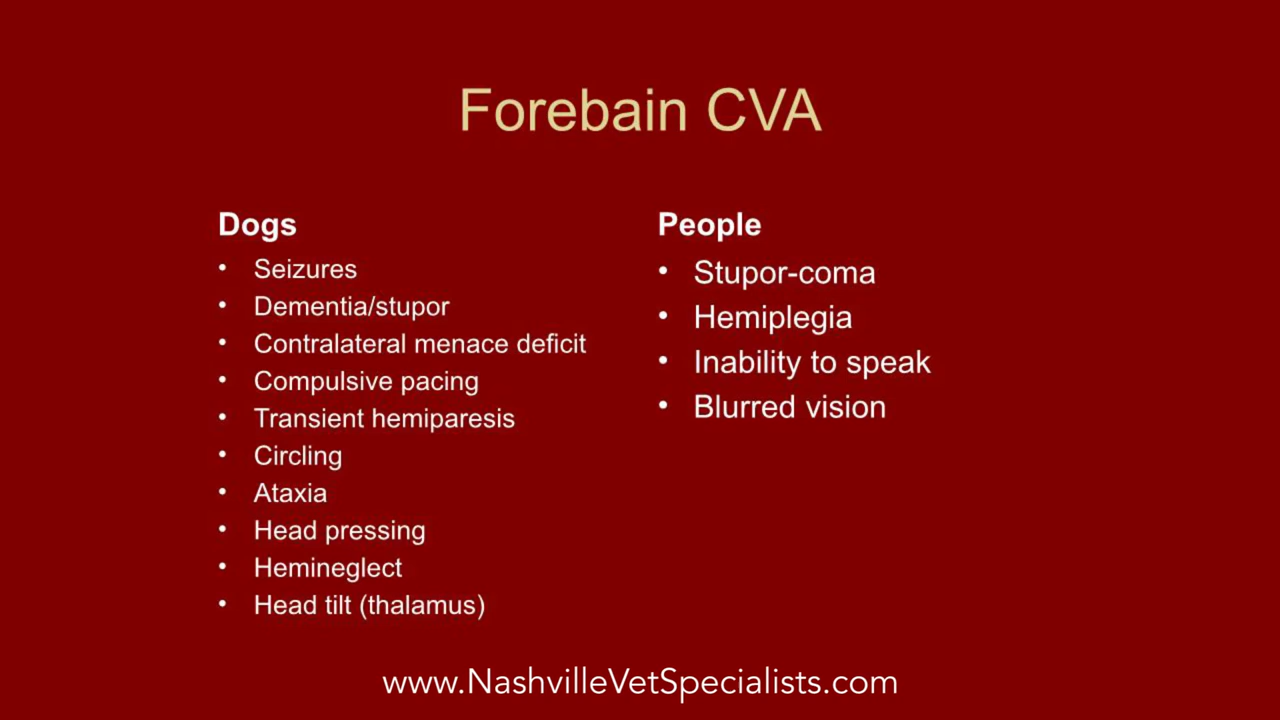 Forebain CVA
Dogs
• Seizures
• Dementia/stupor
• Contralateral menace deficit
• Compulsive pacing
• Transient hemiparesis
• Circling
• Ataxia
• Head pressing
• Hemineglect
• Head tilt (thalamus)
People
• Stupor-coma
• Hemiplegia
• Inability to speak
• Blurred vision
www.NashvilleVetSpecialists.com